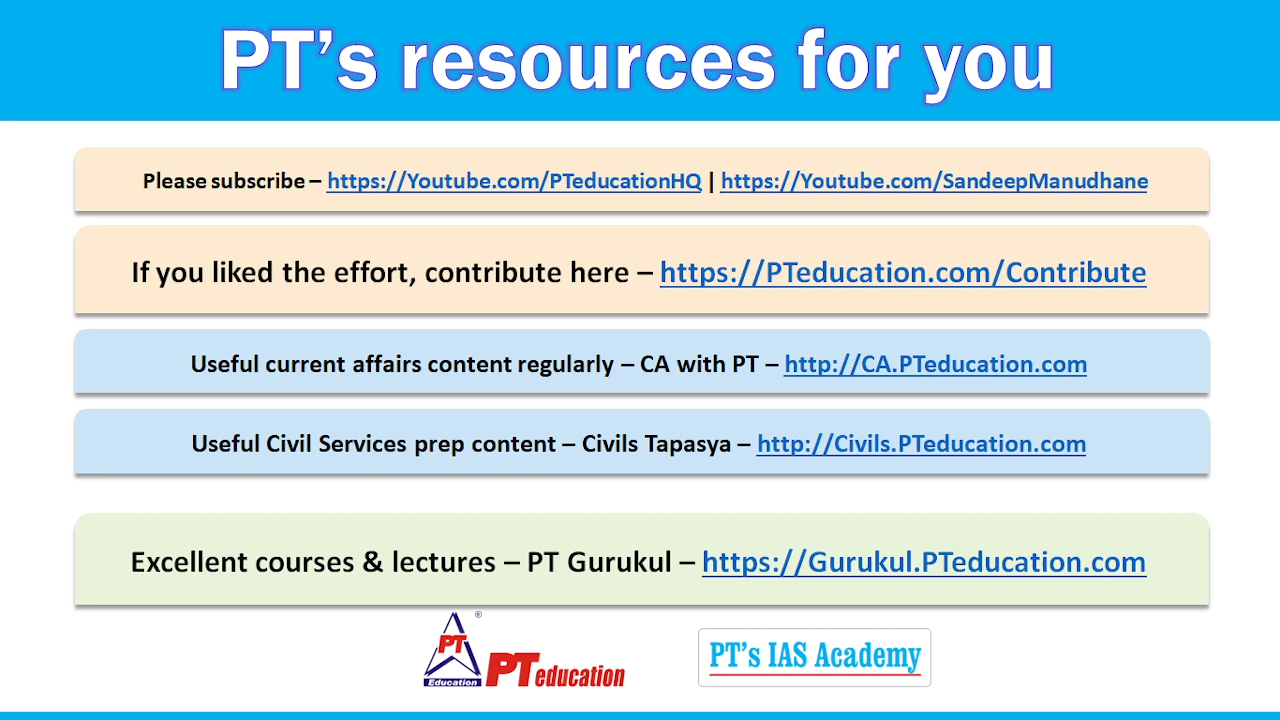 PT's resources for you
Please subscribe – https://Youtube.com/PTeducationHQ | https://Youtube.com/SandeepManudhane
If you liked the effort, contribute here – https://PTeducation.com/Contribute
Useful current affairs content regularly – CA with PT – http://CA.PTeducation.com
Useful Civil Services prep content – Civils Tapasya – http://Civils.PTeducation.com
Excellent courses & lectures – PT Gurukul – https://Gurukul.PTeducation.com
PT ®
Education
PT education
PT's IAS Academy